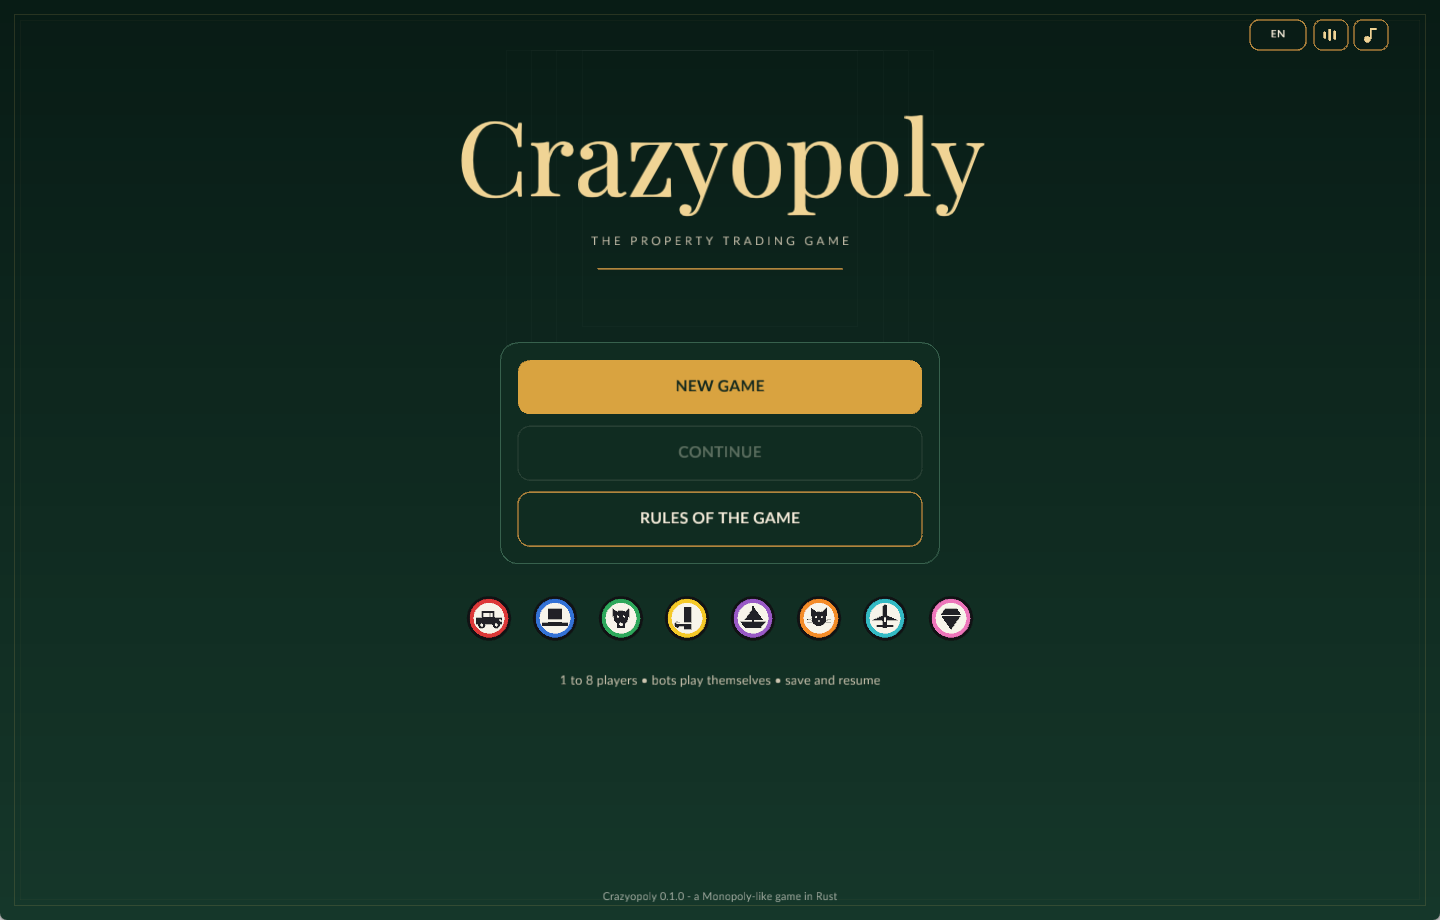 EN
Crazyopoly
THE PROPERTY TRADING GAME
NEW GAME
CONTINUE
RULES OF THE GAME
1 to 8 players • bots play themselves • save and resume
Crazyopoly 0.1.0 - a Monopoly-like game in Rust